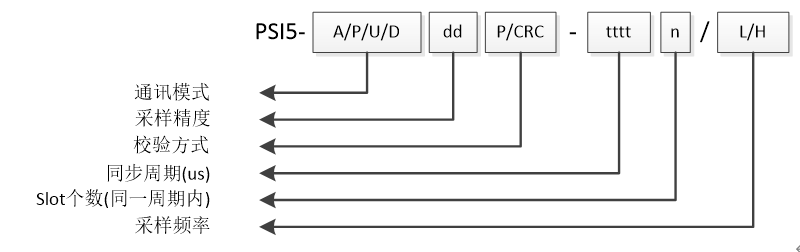 PSI5- A/P/U/D dd P/CRC - tttt n / L/H
通讯模式
采样精度
校验方式
同步周期(us)
Slot个数(同一周期内)
采样频率